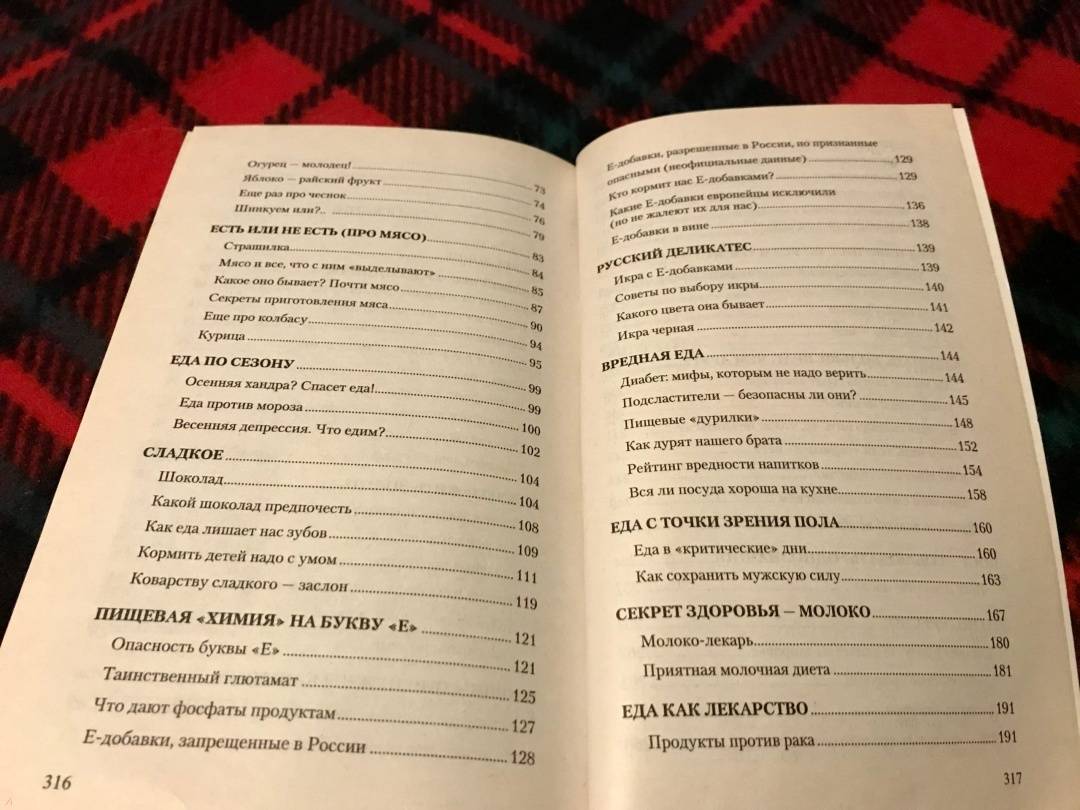 Огурец — молодец! 73
Яблоко — райский фрукт 74
Еще раз про чеснок 76
Шинкуем или?.. 79
ЕСТЬ ИЛИ НЕ ЕСТЬ (ПРО МЯСО) 83
Страшилка 84
Мясо и все, что с ним «выделывают» 85
Какое оно бывает? Почти мясо 87
Секреты приготовления мяса 90
Еще про колбасу 94
Курица 95
ЕДА ПО СЕЗОНУ 99
Осенняя хандра? Спасет еда! 99
Еда против мороза 100
Весенняя депрессия. Что едим? 102
СЛАДКОЕ 104
Шоколад 104
Какой шоколад предпочесть 108
Как еда лишает нас зубов 109
Кормить детей надо с умом 111
Коварству сладкого — заслон 119
ПИЩЕВАЯ «ХИМИЯ» НА БУКВУ «Е» 121
Опасность буквы «Е» 121
Таинственный глютамат 125
Что дают фосфаты продуктам 127
Е-добавки, запрещенные в России 128
316
Е-добавки, разрешенные в России, но признанные
опасными (неофициальные данные) 129
Кто кормит нас Е-добавками? 129
Какие Е-добавки европейцы исключили
(но не жалеют их для нас) 136
Е-добавки в вине 138
РУССКИЙ ДЕЛИКАТЕС 139
Икра с Е-добавками 139
Советы по выбору икры 140
Какого цвета она бывает 141
Икра черная 142
ВРЕДНАЯ ЕДА 144
Диабет: мифы, которым не надо верить 144
Подсластители — безопасны ли они? 145
Пищевые «дурилки» 148
Как дурят нашего брата 152
Рейтинг вредности напитков 154
Вся ли посуда хороша на кухне 158
ЕДА С ТОЧКИ ЗРЕНИЯ ПОЛА 160
Еда в «критические» дни 160
Как сохранить мужскую силу 163
СЕКРЕТ ЗДОРОВЬЯ — МОЛОКО 167
Молоко-лекарь 180
Приятная молочная диета 181
ЕДА КАК ЛЕКАРСТВО 191
Продукты против рака 191
317